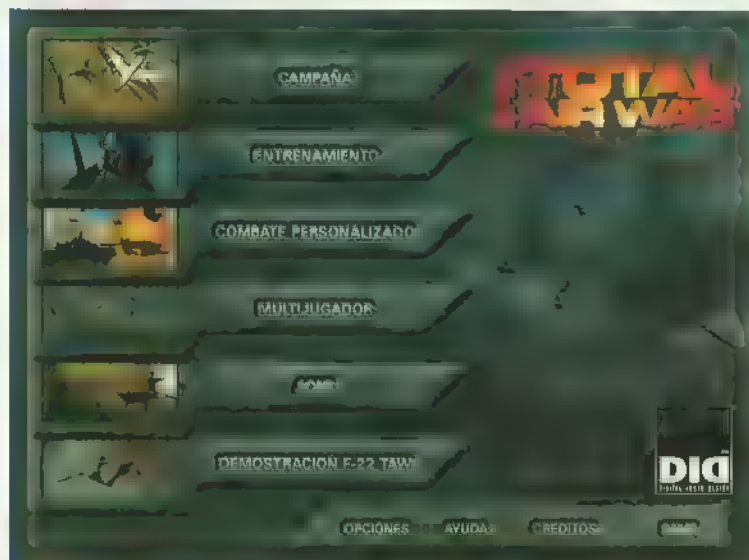 CAMPAÑA
ENTRENAMIENTO
COMBATE PERSONALIZADO
MULTIJUGADOR
DEMOSTRACION F-22 TAW
DID
OPCIONES AYUDA CREDITOS